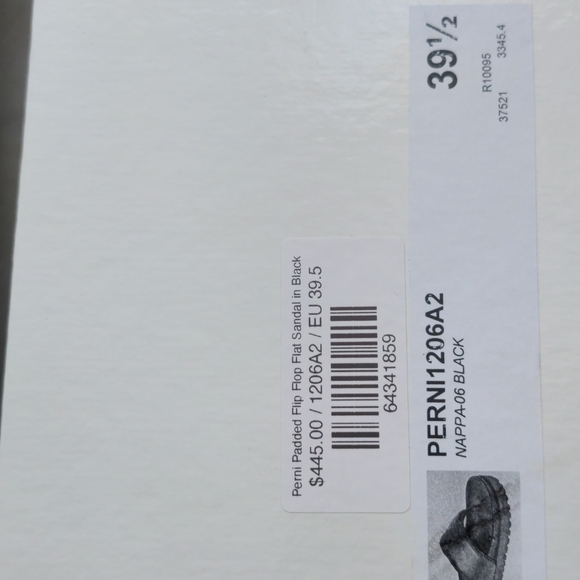 Perni Padded Flip Flop Flat Sandal in Black
$445.00 / 1206A2 / EU 39.5
64341859
PERNI1206A2
NAPPA-06 BLACK
39½
R10095
37521 3345.4